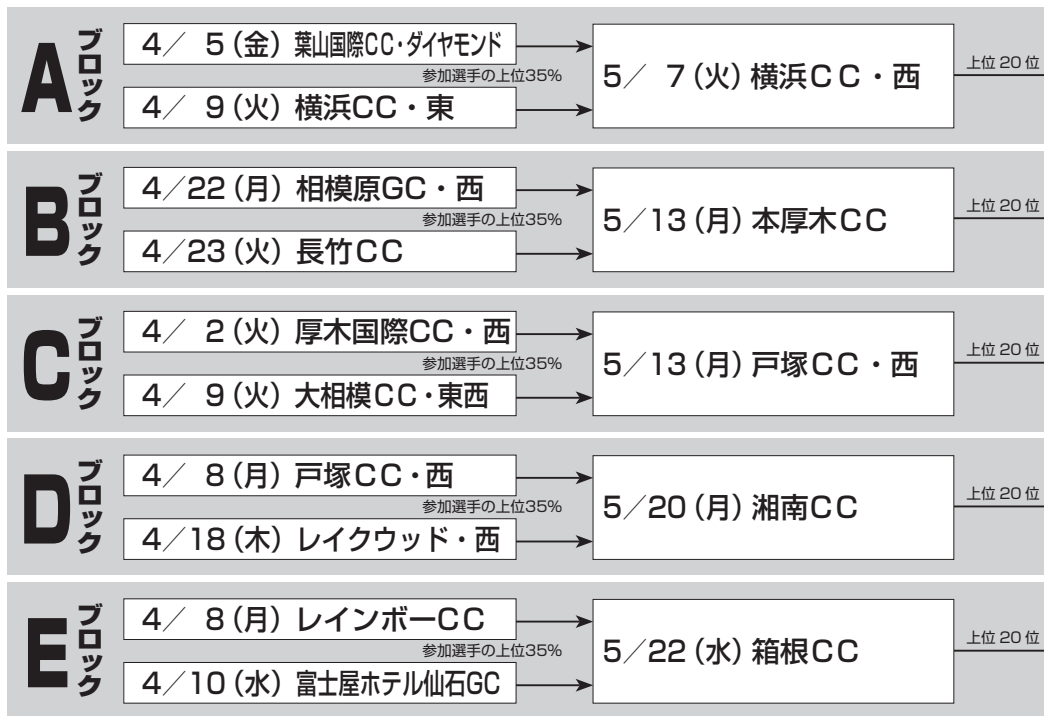 Aブロック
4／ 5（金）葉山国際CC・ダイヤモンド
参加選手の上位35%
4／ 9（火）横浜CC・東
5／ 7（火）横浜CC・西
上位 20 位
Bブロック
4／22（月）相模原GC・西
参加選手の上位35%
4／23（火）長竹CC
5／13（月）本厚木CC
上位 20 位
Cブロック
4／ 2（火）厚木国際CC・西
参加選手の上位35%
4／ 9（火）大相模CC・東西
5／13（月）戸塚CC・西
上位 20 位
Dブロック
4／ 8（月）戸塚CC・西
参加選手の上位35%
4／18（木）レイクウッド・西
5／20（月）湘南CC
上位 20 位
Eブロック
4／ 8（月）レインボーCC
参加選手の上位35%
4／10（水）富士屋ホテル仙石GC
5／22（水）箱根CC
上位 20 位